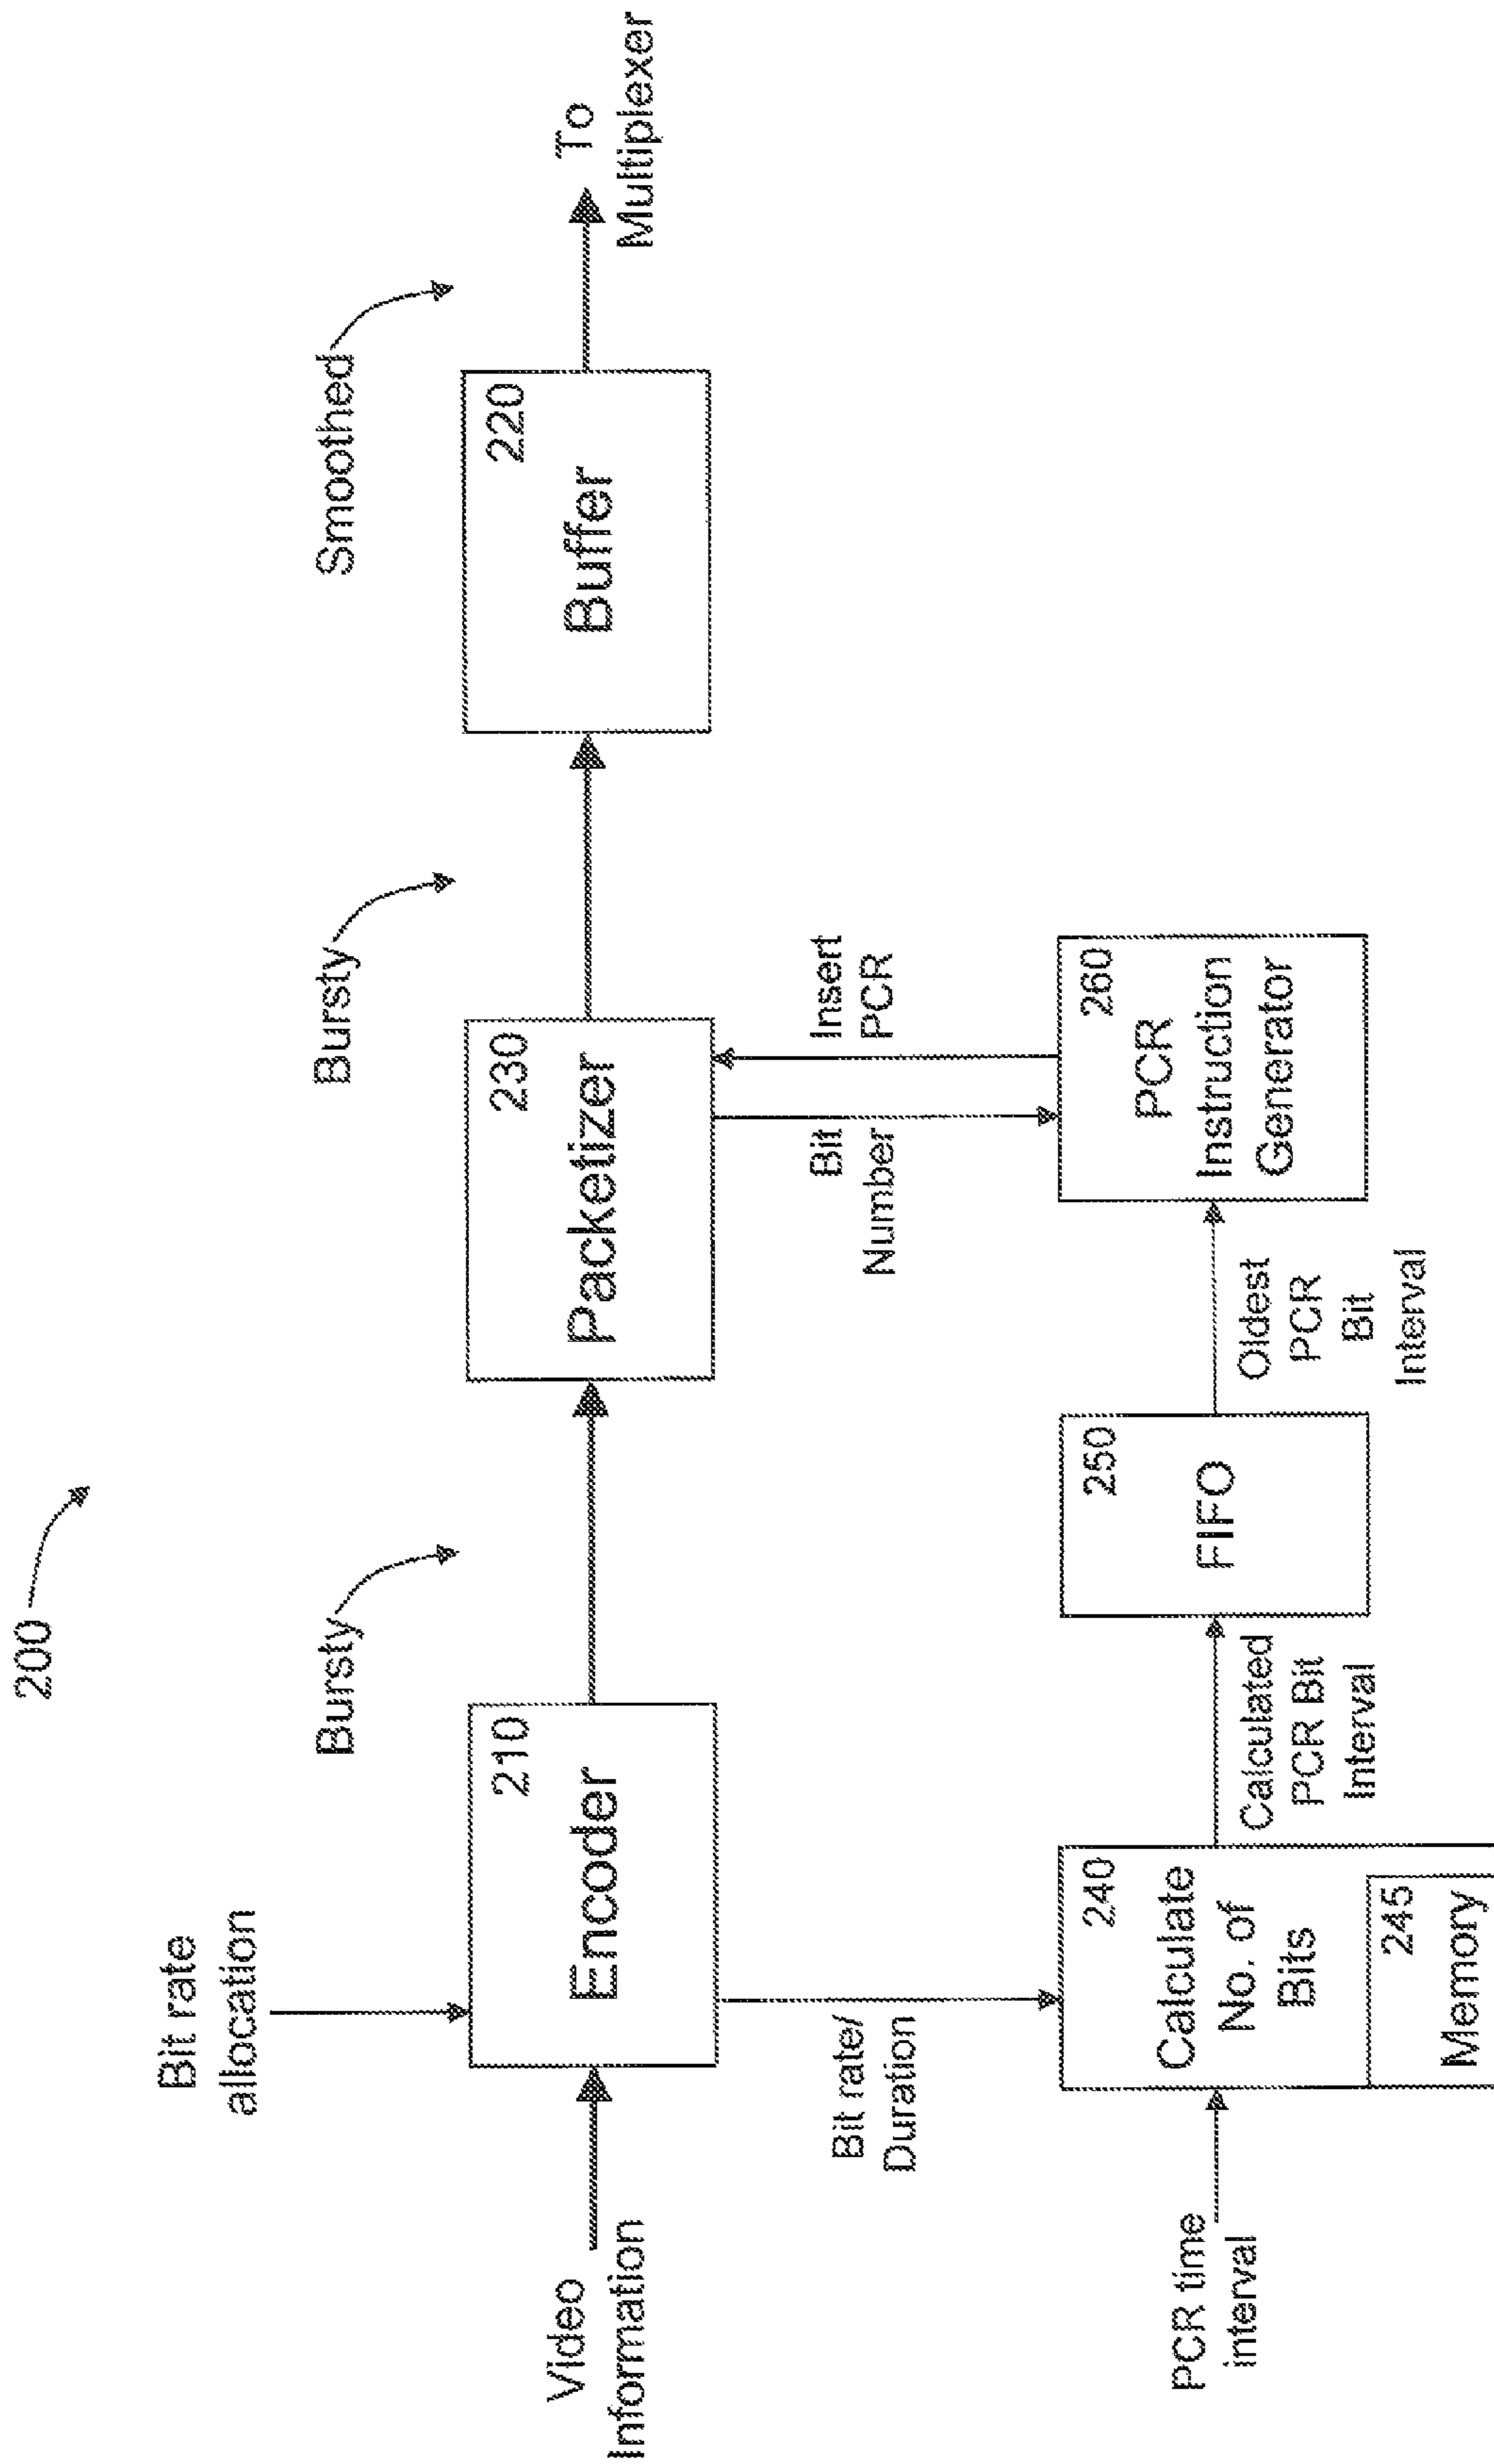 200
Bit rate
allocation
Bursty
Bursty
Smoothed
Video
Information
210
Encoder
230
Packetizer
220
Buffer
To
Multiplexer
Bit rate/
Duration
Bit
Number
Insert
PCR
PCR time
interval
240
Calculate
No. of
Bits
245
Memory
Calculated
PCR Bit
Interval
250
FIFO
Oldest
PCR
Bit
Interval
260
PCR
Instruction
Generator